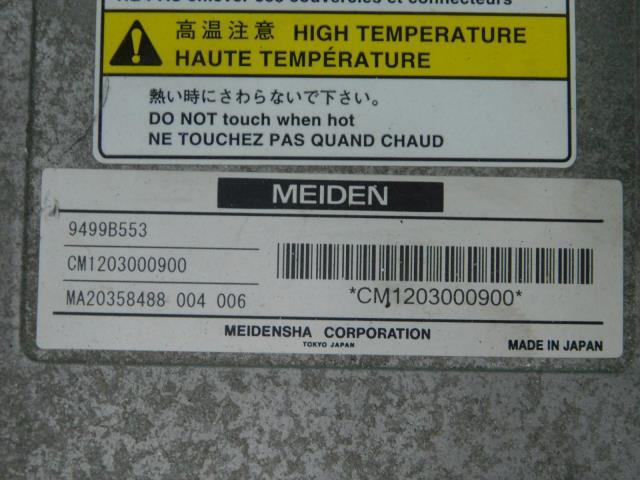 高温注意 HIGH TEMPERATURE
HAUTE TEMPÉRATURE
熱い時にさわらないで下さい。
DO NOT touch when hot
NE TOUCHEZ PAS QUAND CHAUD
MEIDEN
9499B553
CM1203000900
MA20358488 004 006
*CM1203000900*
MEIDENSHA CORPORATION
TOKYO JAPAN
MADE IN JAPAN